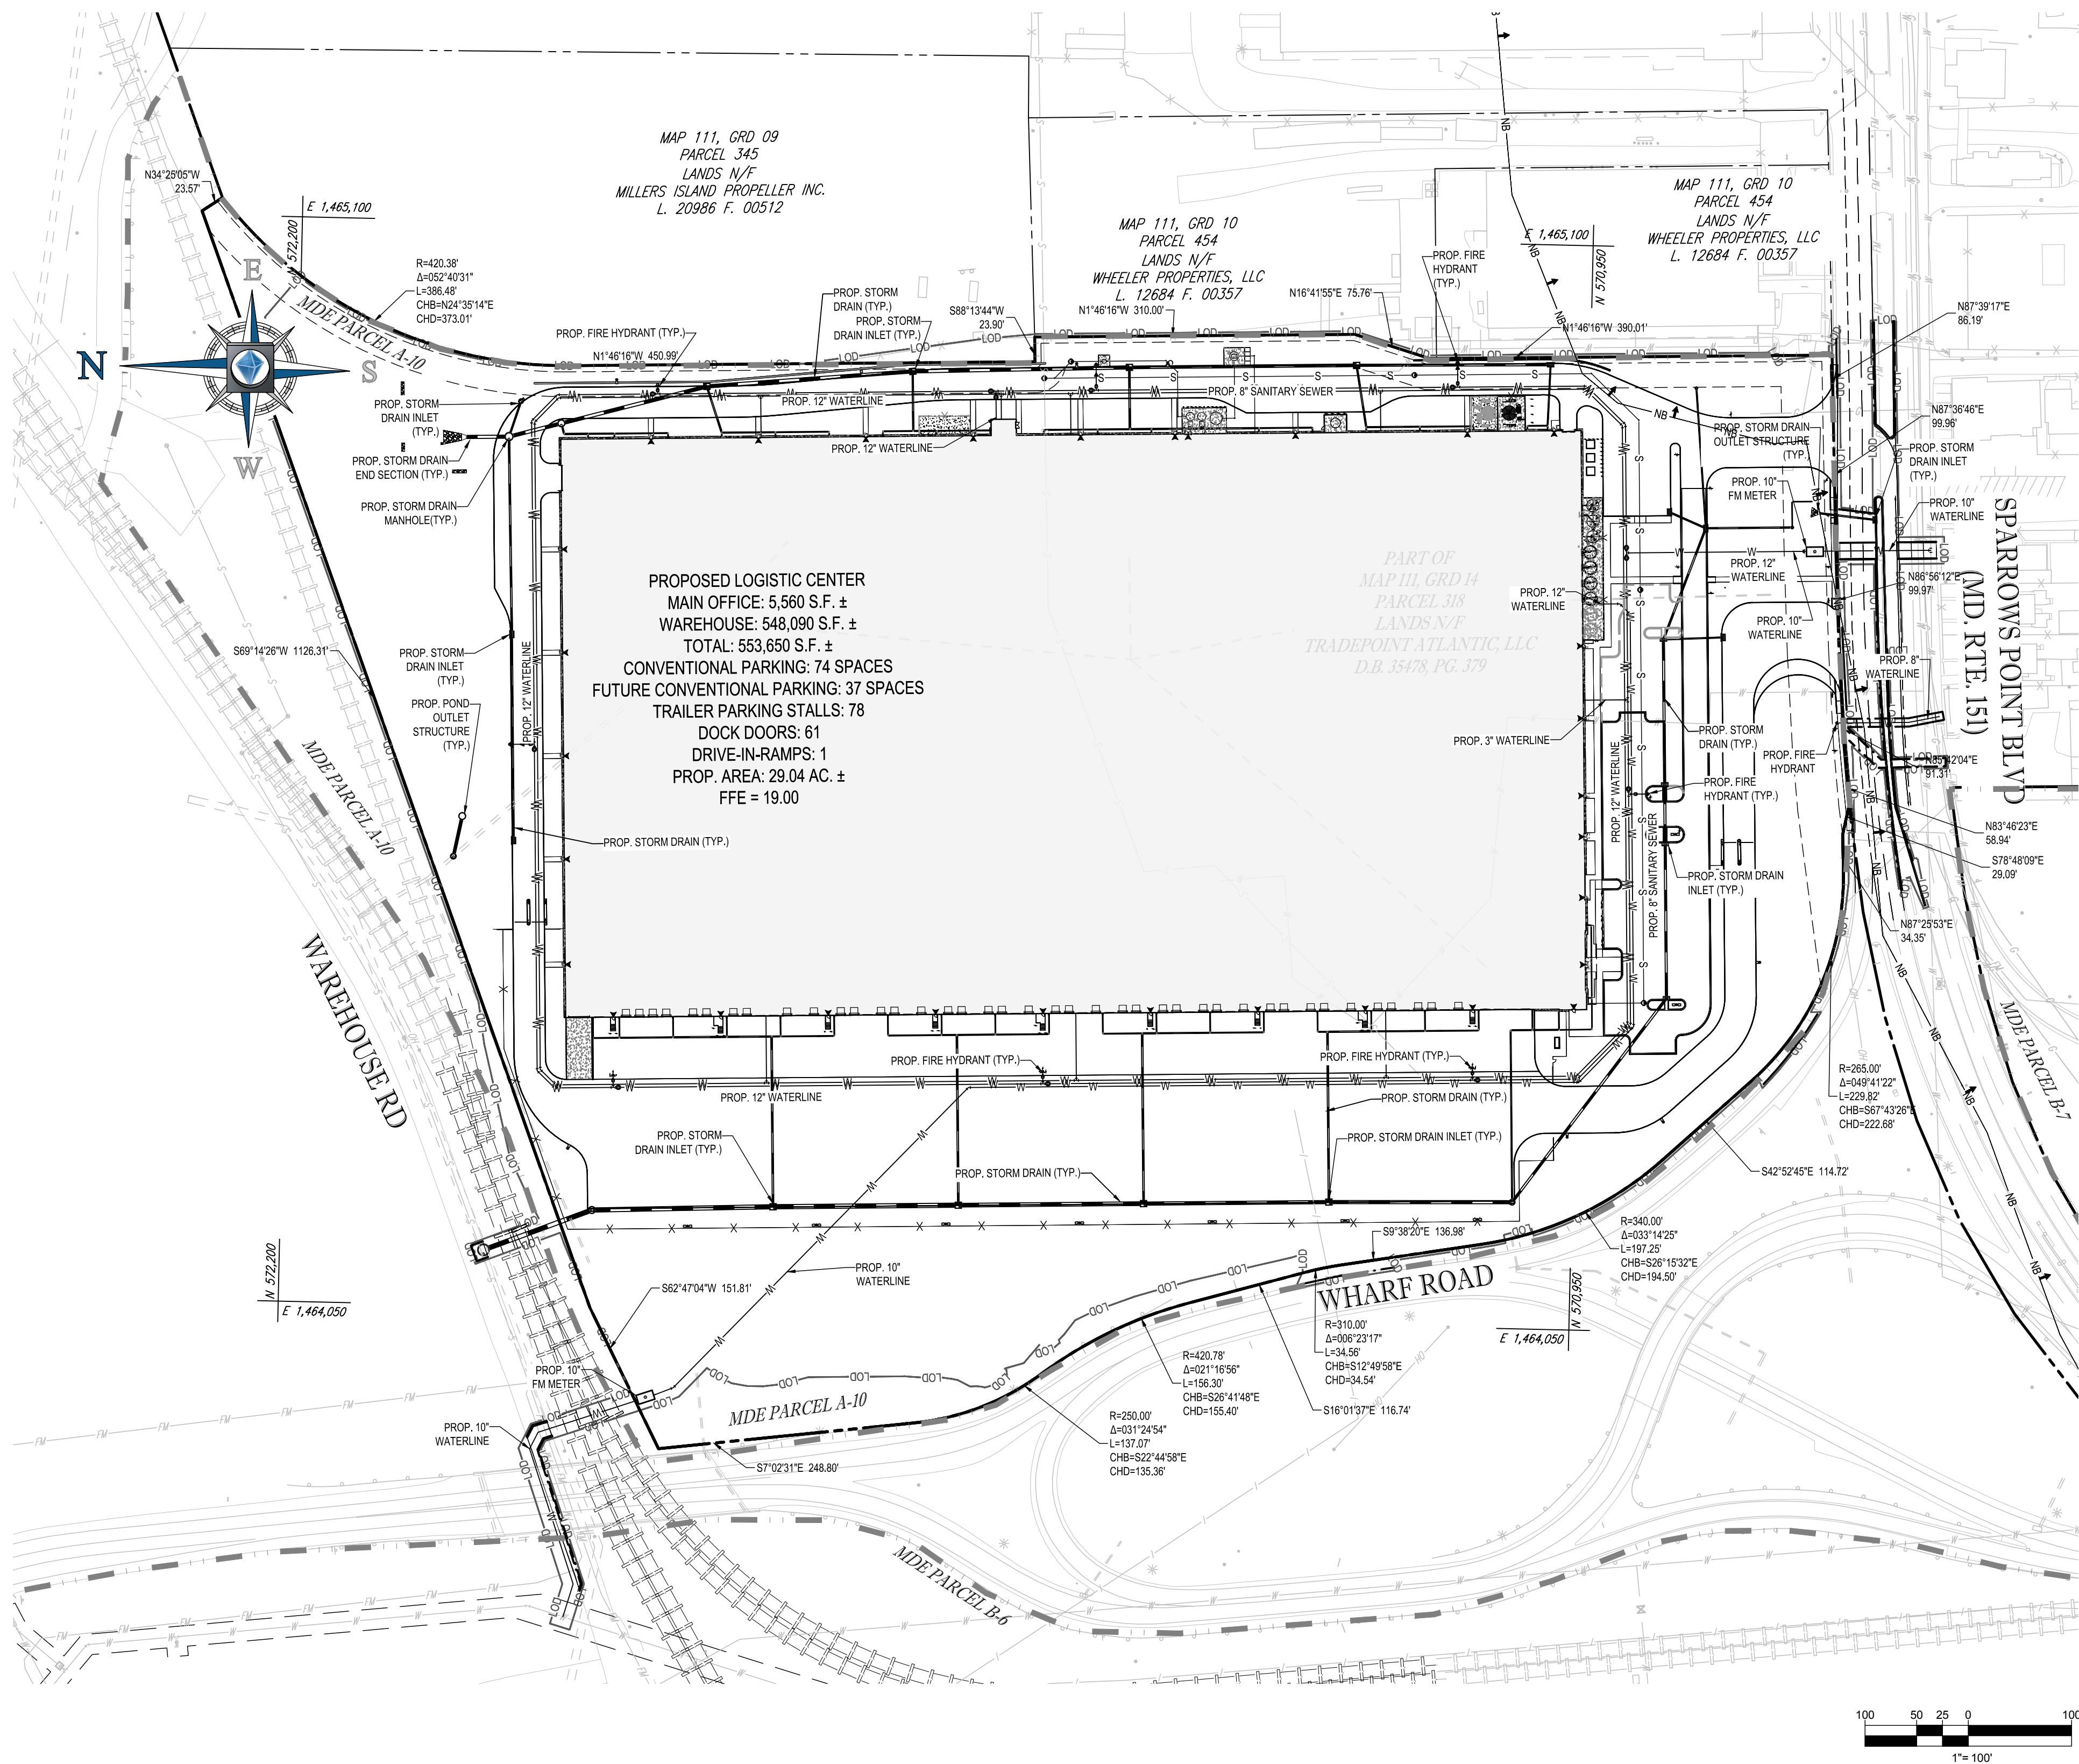 MAP 111, GRD 09
PARCEL 345
LANDS N/F
MILLERS ISLAND PROPELLER INC.
L. 20986 F. 00512
MAP 111, GRD 10
PARCEL 454
LANDS N/F
WHEELER PROPERTIES, LLC
L. 12684 F. 00357
MAP 111, GRD 10
PARCEL 454
LANDS N/F
WHEELER PROPERTIES, LLC
L. 12684 F. 00357
N34°25'05"W
23.57'
E 1,465,100
N 572,200
E
N
S
W
MDE PARCEL A-10
R=420.38'
Δ=052°40'31"
L=386.48'
CHB=N24°35'14"E
CHD=373.01'
PROP. FIRE HYDRANT (TYP.)
N1°46'16"W 450.99'
PROP. STORM
DRAIN (TYP.)
PROP. STORM
DRAIN INLET (TYP.)
S88°13'44"W
23.90'
N1°46'16"W 310.00'
N16°41'55"E 75.76'
PROP. FIRE
HYDRANT
(TYP.)
E 1,465,100
N 570,950
N1°46'16"W 390.01'
N87°39'17"E
86.19'
N87°36'46"E
99.96'
PROP. STORM
DRAIN INLET
(TYP.)
PROP. 10"
WATERLINE
PROP. STORM
DRAIN INLET
(TYP.)
PROP. STORM DRAIN
END SECTION (TYP.)
PROP. STORM DRAIN
MANHOLE(TYP.)
PROP. 12" WATERLINE
PROP. 8" SANITARY SEWER
PROP. 12" WATERLINE
PROP. STORM DRAIN
OUTLET STRUCTURE
(TYP.)
PROP. 10"
FM METER
PROP. 12"
WATERLINE
N86°56'12"E
99.97'
PROP. 10"
WATERLINE
PROP. 12"
WATERLINE
PROP. 8"
WATERLINE
SPARROWS POINT BLVD
(MD. RTE. 151)
PROPOSED LOGISTIC CENTER
MAIN OFFICE: 5,560 S.F. ±
WAREHOUSE: 548,090 S.F. ±
TOTAL: 553,650 S.F. ±
CONVENTIONAL PARKING: 74 SPACES
FUTURE CONVENTIONAL PARKING: 37 SPACES
TRAILER PARKING STALLS: 78
DOCK DOORS: 61
DRIVE-IN-RAMPS: 1
PROP. AREA: 29.04 AC. ±
FFE = 19.00
PART OF
MAP 111, GRD 14
PARCEL 318
LANDS N/F
TRADEPOINT ATLANTIC, LLC
D.B. 35478, PG. 379
S69°14'26"W 1126.31'
PROP. STORM
DRAIN INLET
(TYP.)
PROP. 12" WATERLINE
PROP. POND
OUTLET
STRUCTURE
(TYP.)
MDE PARCEL A-10
PROP. STORM DRAIN (TYP.)
PROP. 3" WATERLINE
PROP. 12" WATERLINE
PROP. 8" SANITARY SEWER
PROP. STORM
DRAIN (TYP.)
PROP. FIRE
HYDRANT
PROP. FIRE
HYDRANT (TYP.)
N85°42'04"E
91.31'
N83°46'23"E
58.94'
S78°48'09"E
29.09'
PROP. STORM DRAIN
INLET (TYP.)
N87°25'53"E
34.35'
WAREHOUSE RD
MDE PARCEL B-7
PROP. FIRE HYDRANT (TYP.)
PROP. FIRE HYDRANT (TYP.)
PROP. 12" WATERLINE
PROP. STORM DRAIN (TYP.)
R=265.00'
Δ=049°41'22"
L=229.82'
CHB=S67°43'26"E
CHD=222.68'
PROP. STORM
DRAIN INLET (TYP.)
PROP. STORM DRAIN INLET (TYP.)
PROP. STORM DRAIN (TYP.)
S42°52'45"E 114.72'
R=340.00'
Δ=033°14'25"
L=197.25'
CHB=S26°15'32"E
CHD=194.50'
S9°38'20"E 136.98'
PROP. 10"
WATERLINE
WHARF ROAD
N 572,200
E 1,464,050
S62°47'04"W 151.81'
N 570,950
E 1,464,050
R=310.00'
Δ=006°23'17"
L=34.56'
CHB=S12°49'58"E
CHD=34.54'
PROP. 10"
FM METER
R=420.78'
Δ=021°16'56"
L=156.30'
CHB=S26°41'48"E
CHD=155.40'
MDE PARCEL A-10
S16°01'37"E 116.74'
R=250.00'
Δ=031°24'54"
L=137.07'
CHB=S22°44'58"E
CHD=135.36'
PROP. 10"
WATERLINE
S7°02'31"E 248.80'
MDE PARCEL B-6
100 50 25 0 100
1"= 100'